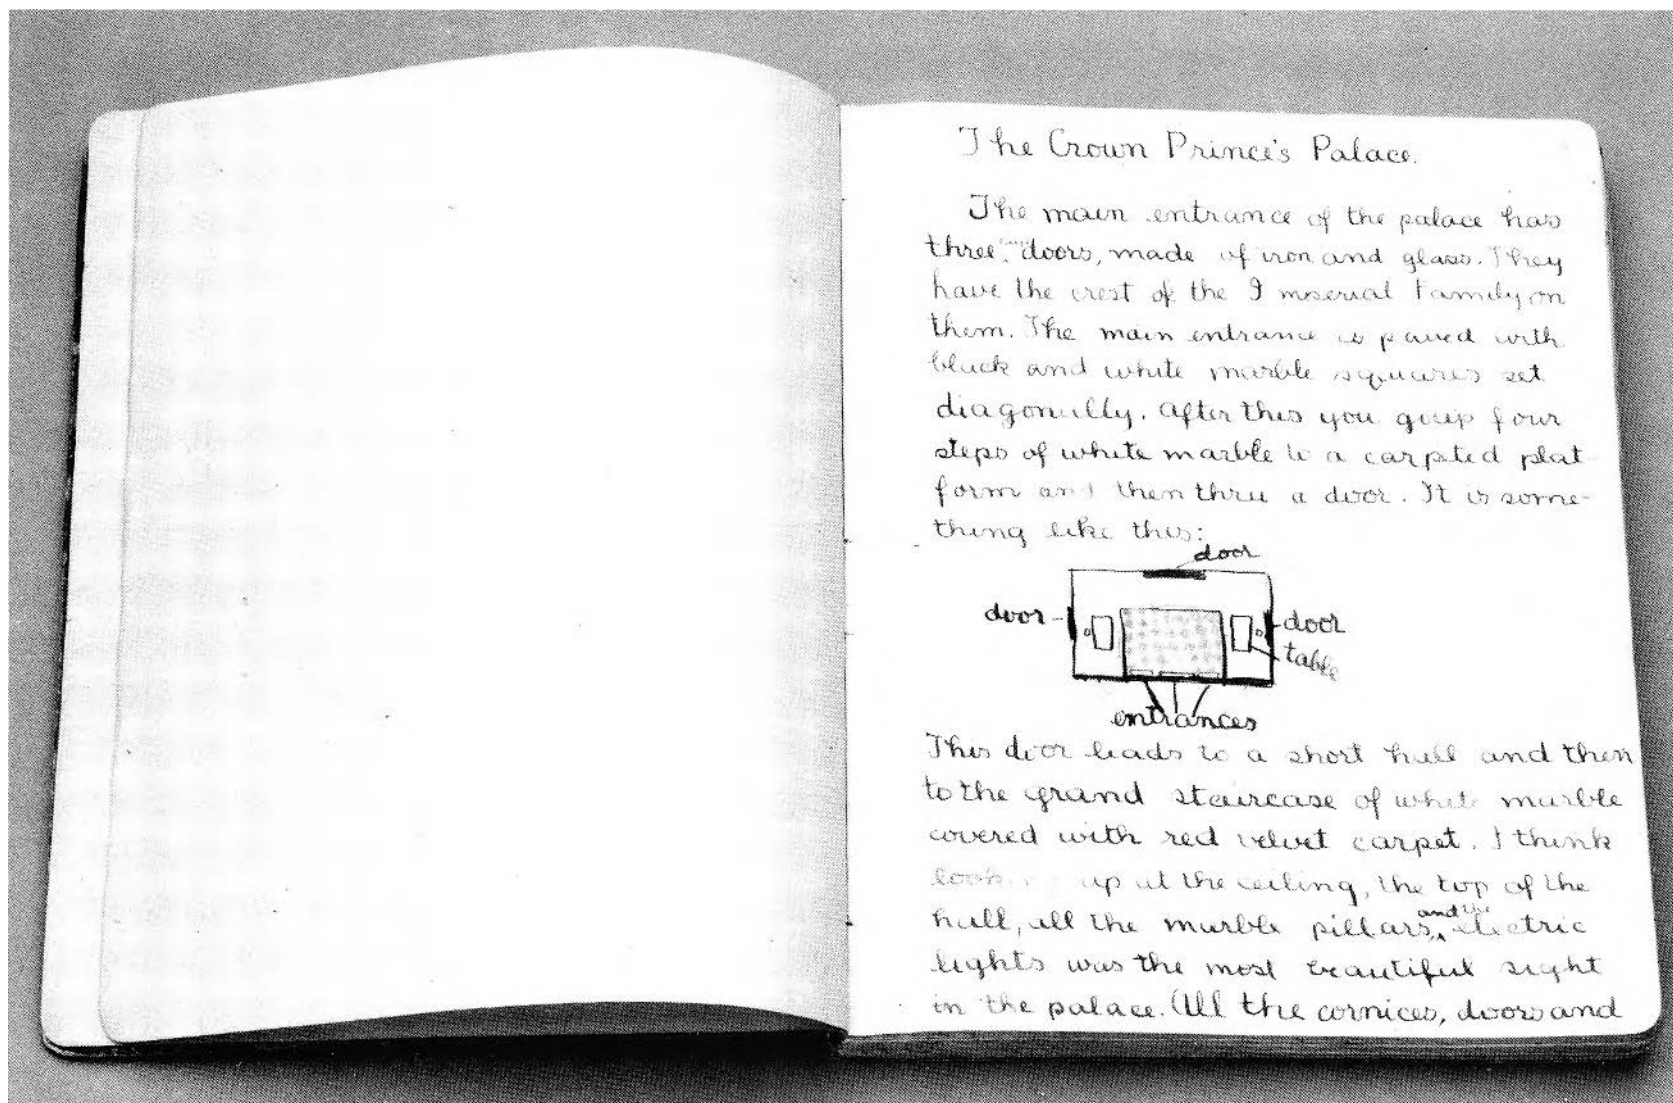 The Crown Prince's Palace.
The main entrance of the palace has
three doors, made of iron and glass. They
have the crest of the Imperial Family on
them. The main entrance is paved with
black and white marble squares set
diagonally. After this you go up four
steps of white marble to a carpted plat
form and then thru a door. It is some-
thing like this:
door
door
door
table
entrances
This door leads to a short hall and then
to the grand staircase of white marble
covered with red velvet carpet. I think
looking up at the ceiling, the top of the
hall, all the marble pillars, and the electric
lights was the most beautiful sight
in the palace. All the cornices, doors and